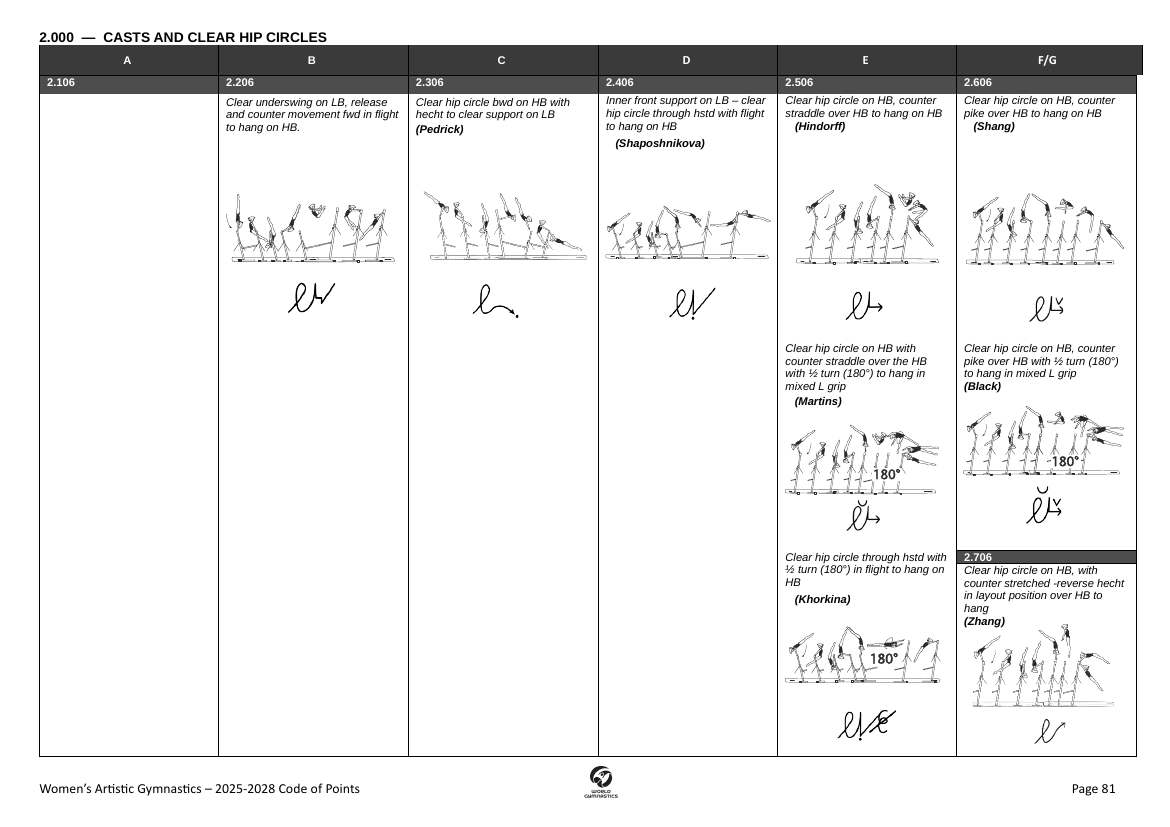 2.000 — CASTS AND CLEAR HIP CIRCLES
A B C D E F/G
2.106 2.206 2.306 2.406 2.506 2.606
Clear underswing on LB, release
and counter movement fwd in flight
to hang on HB.
Clear hip circle bwd on HB with
hecht to clear support on LB
(Pedrick)
Inner front support on LB – clear
hip circle through hstd with flight
to hang on HB
(Shaposhnikova)
Clear hip circle on HB, counter
straddle over HB to hang on HB
(Hindorff)
Clear hip circle on HB, counter
pike over HB to hang on HB
(Shang)
Clear hip circle on HB with
counter straddle over the HB
with ½ turn (180°) to hang in
mixed L grip
(Martins)
180°
Clear hip circle on HB, counter
pike over HB with ½ turn (180°)
to hang in mixed L grip
(Black)
180°
Clear hip circle through hstd with
½ turn (180°) in flight to hang on
HB
(Khorkina)
180°
2.706
Clear hip circle on HB, with
counter stretched -reverse hecht
in layout position over HB to
hang
(Zhang)
Women's Artistic Gymnastics – 2025-2028 Code of Points
WORLD
GYMNASTICS
Page 81